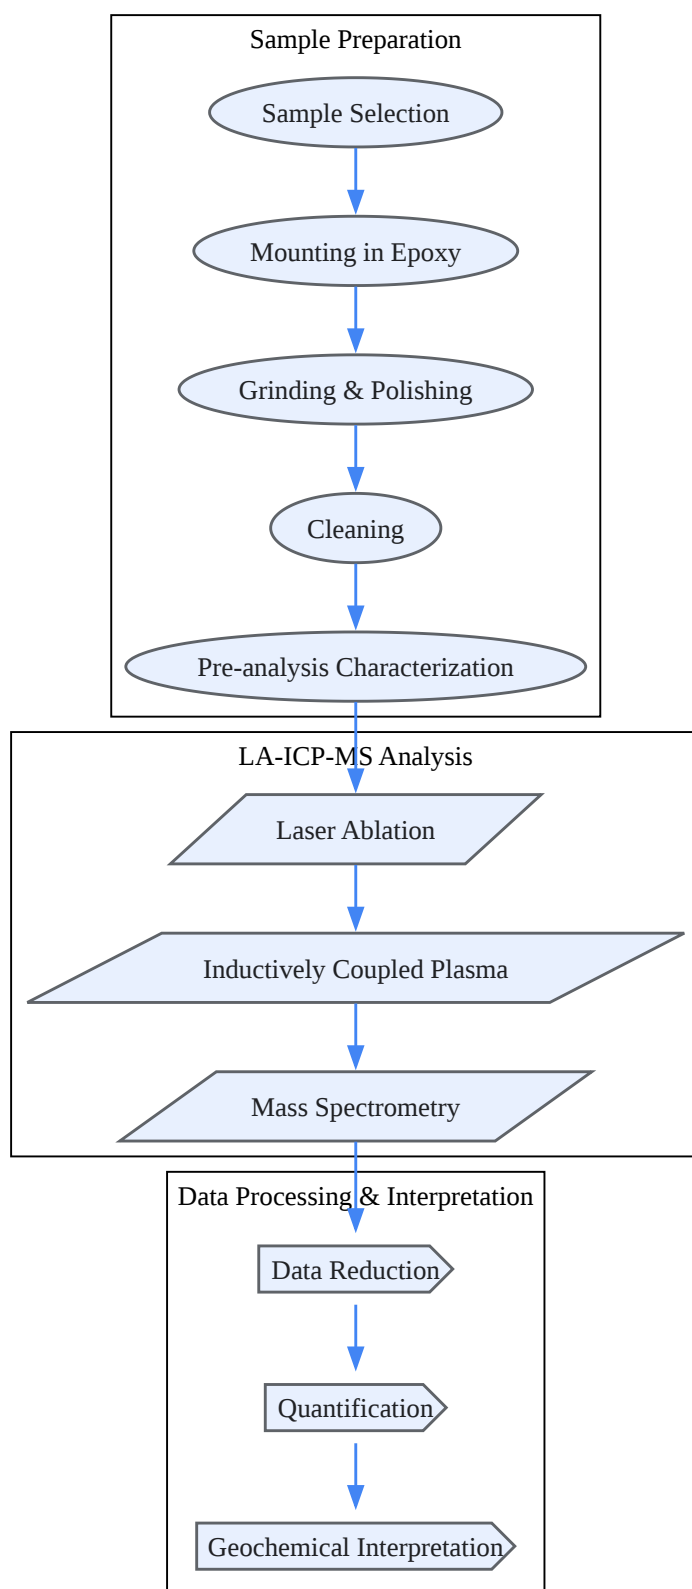 Sample Preparation
Sample Selection
Mounting in Epoxy
Grinding & Polishing
Cleaning
Pre-analysis Characterization
LA-ICP-MS Analysis
Laser Ablation
Inductively Coupled Plasma
Mass Spectrometry
Data Processing & Interpretation
Data Reduction
Quantification
Geochemical Interpretation